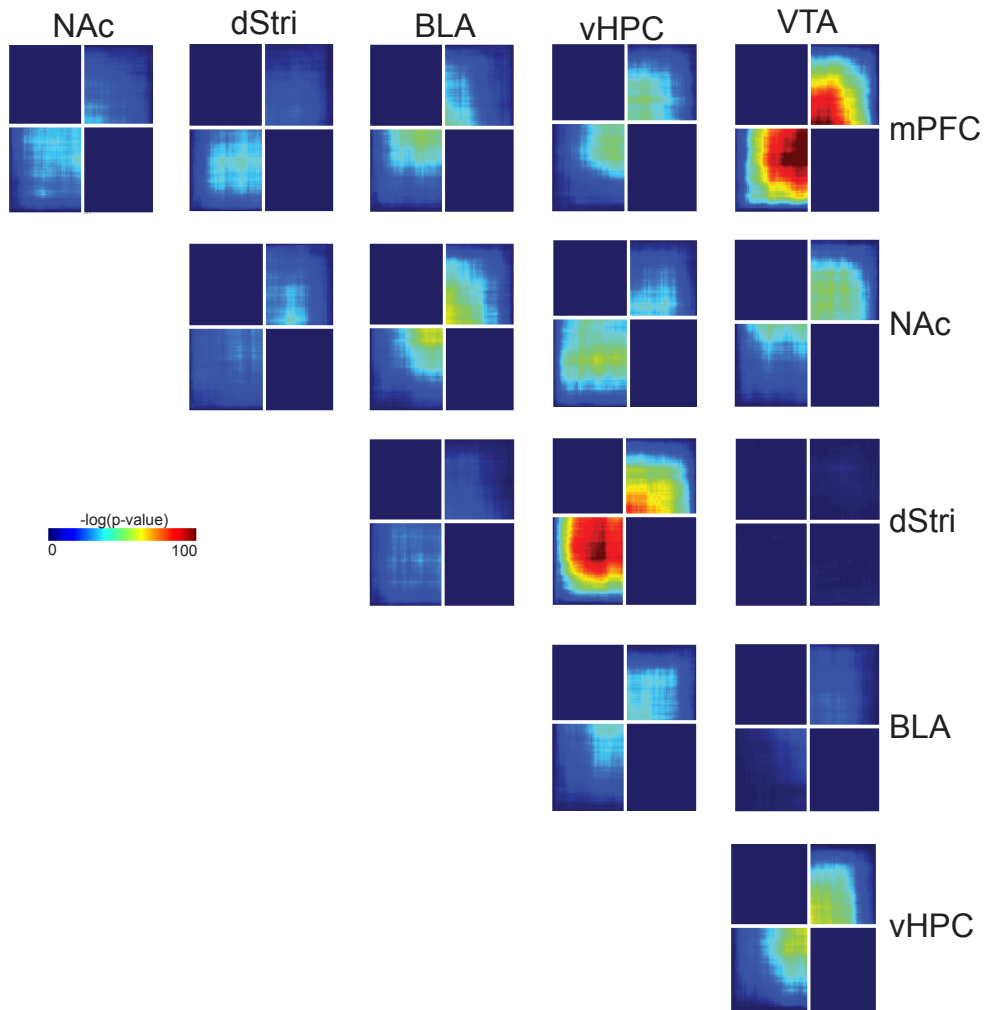 NAc dStri BLA vHPC VTA
mPFC
NAc
dStri
-log(p-value)
0 100
BLA
vHPC